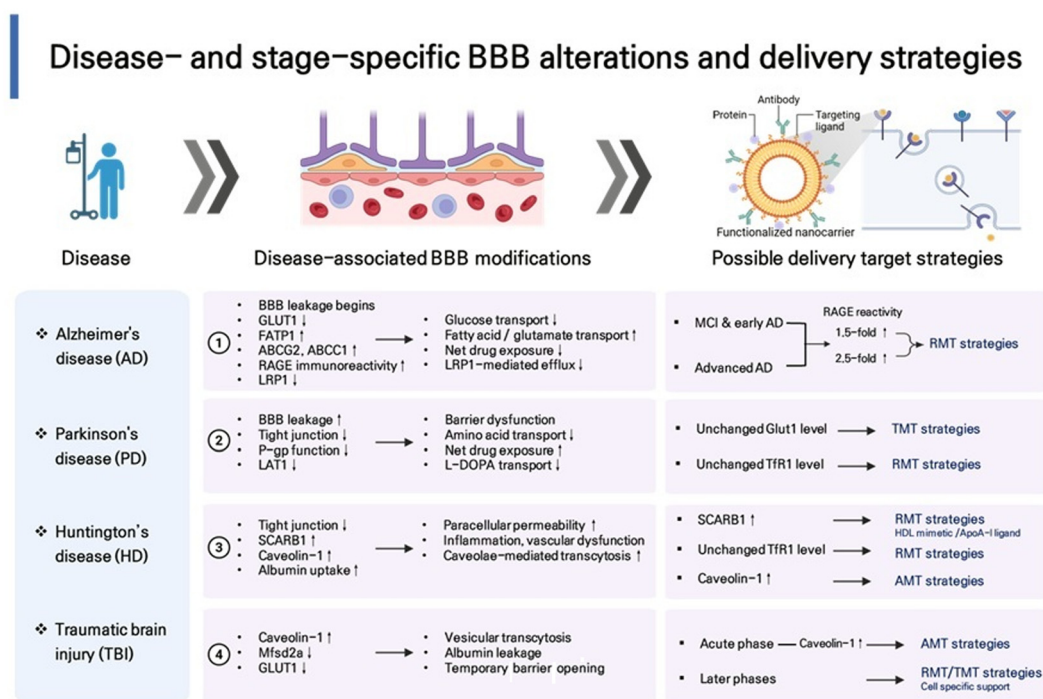 Disease- and stage-specific BBB alterations and delivery strategies
Antibody
Protein
Targeting
ligand
Functionalized nanocarrier
Disease
Disease-associated BBB modifications
Possible delivery target strategies
❖ Alzheimer's
disease (AD)
1
• BBB leakage begins
• GLUT1 ↓
• FATP1 ↑
• ABCG2, ABCC1 ↑
• RAGE immunoreactivity ↑
• LRP1 ↓
• Glucose transport ↓
• Fatty acid / glutamate transport ↑
• Net drug exposure ↓
• LRP1-mediated efflux ↓
▪ MCI & early AD
▪ Advanced AD
RAGE reactivity
1.5-fold ↑
2.5-fold ↑
RMT strategies
❖ Parkinson's
disease (PD)
2
• BBB leakage ↑
• Tight junction ↓
• P-gp function ↓
• LAT1 ↓
• Barrier dysfunction
• Amino acid transport ↓
• Net drug exposure ↑
• L-DOPA transport ↓
▪ Unchanged Glut1 level → TMT strategies
▪ Unchanged TfR1 level → RMT strategies
❖ Huntington's
disease (HD)
3
• Tight junction ↓
• SCARB1 ↑
• Caveolin-1 ↑
• Albumin uptake ↑
• Paracellular permeability ↑
• Inflammation, vascular dysfunction
• Caveolae-mediated transcytosis ↑
▪ SCARB1 ↑ → RMT strategies
HDL mimetic /ApoA-I ligand
▪ Unchanged TfR1 level → RMT strategies
▪ Caveolin-1 ↑ → AMT strategies
❖ Traumatic brain
injury (TBI)
4
• Caveolin-1 ↑
• Mfsd2a ↓
• GLUT1 ↓
• Vesicular transcytosis
• Albumin leakage
• Temporary barrier opening
▪ Acute phase — Caveolin-1 ↑ → AMT strategies
▪ Later phases → RMT/TMT strategies
Cell specific support